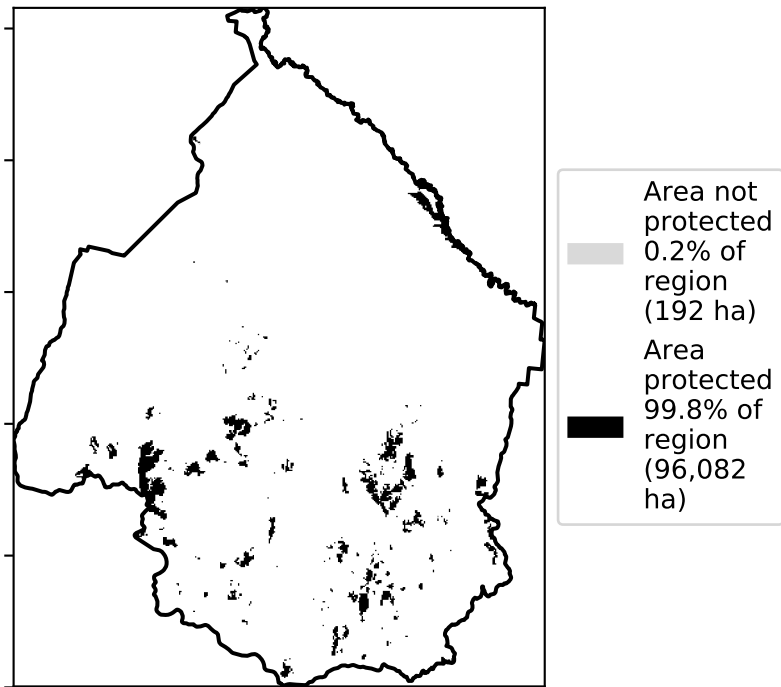 Area not
protected
0.2% of
region
(192 ha)
Area
protected
99.8% of
region
(96,082
ha)